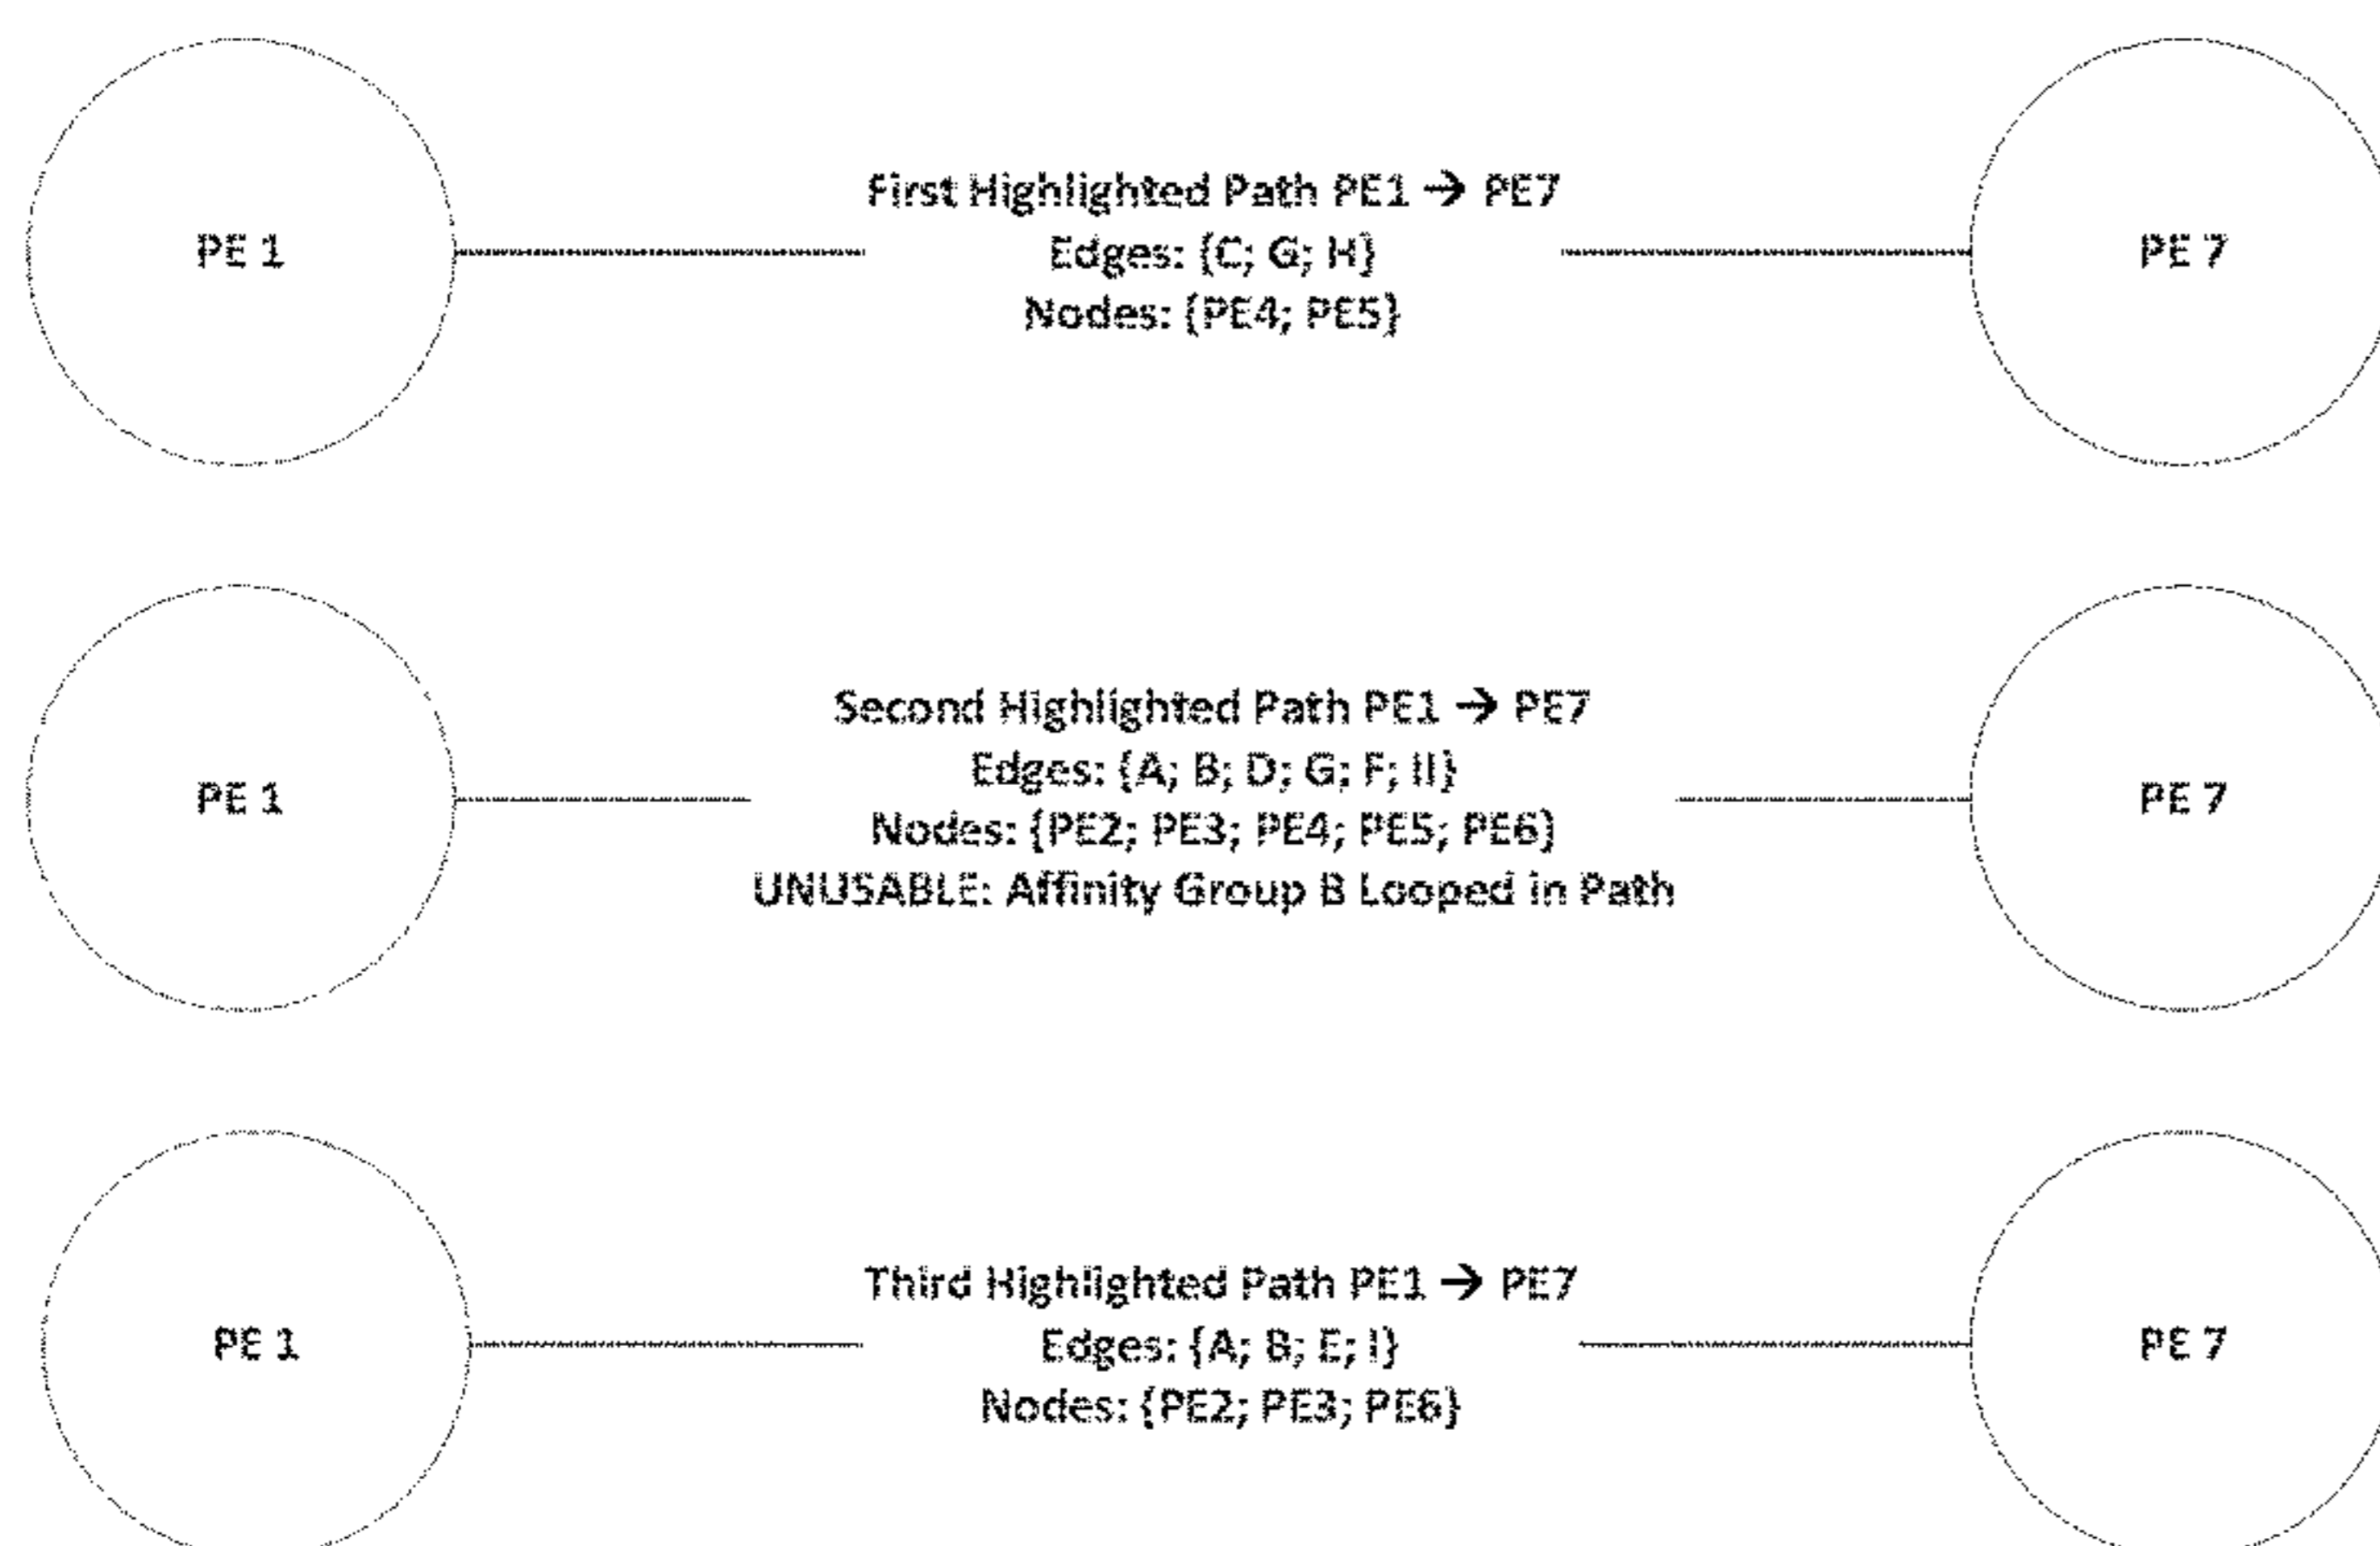 First Highlighted Path PE1 → PE7
PE 1
Edges: {C; G; H}
PE 7
Nodes: {PE4; PE5}
Second Highlighted Path PE1 → PE7
Edges: {A; B; D; G; F; II}
PE 1
PE 7
Nodes: {PE2; PE3; PE4; PE5; PE6}
UNUSABLE: Affinity Group B Looped in Path
Third Highlighted Path PE1 → PE7
PE 1
Edges: {A; B; E; I}
PE 7
Nodes: {PE2; PE3; PE6}